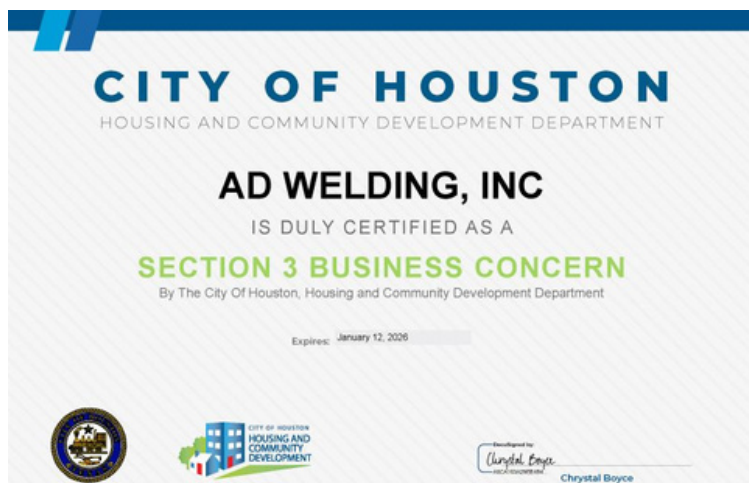 CITY OF HOUSTON
HOUSING AND COMMUNITY DEVELOPMENT DEPARTMENT
AD WELDING, INC
IS DULY CERTIFIED AS A
SECTION 3 BUSINESS CONCERN
By The City Of Houston, Housing and Community Development Department
Expires: January 12, 2026
CITY OF HOUSTON
HOUSING AND
COMMUNITY
DEVELOPMENT
DocuSigned by:
Chrystal Boyce
Chrystal Boyce